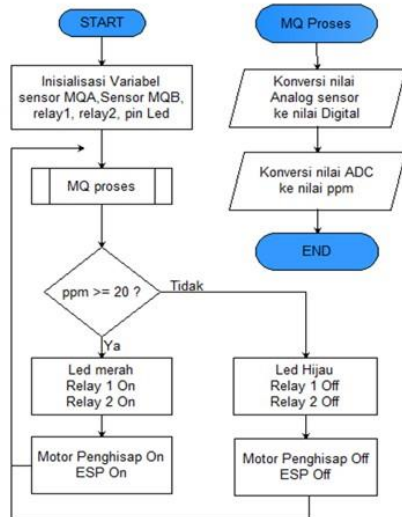 START
Inisialisasi Variabel
sensor MQA,Sensor MQB,
relay1, relay2, pin Led
MQ proses
ppm >= 20 ?
Tidak
Ya
Led merah
Relay 1 On
Relay 2 On
Motor Penghisap On
ESP On
Led Hijau
Relay 1 Off
Relay 2 Off
Motor Penghisap Off
ESP Off
MQ Proses
Konversi nilai
Analog sensor
ke nilai Digital
Konversi nilai ADC
ke nilai ppm
END